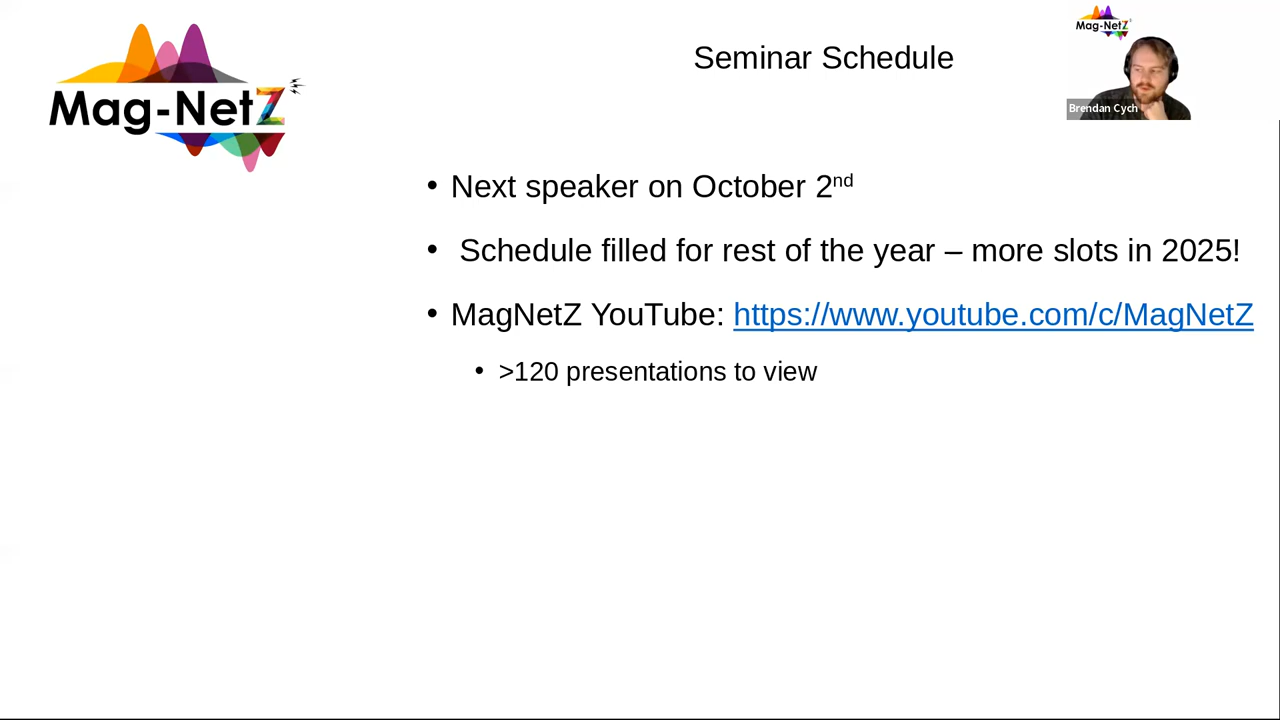 Mag-NetZ
Seminar Schedule
Mag-NetZ
Brendan Cych
• Next speaker on October 2nd
• Schedule filled for rest of the year – more slots in 2025!
• MagNetZ YouTube: https://www.youtube.com/c/MagNetZ
• >120 presentations to view